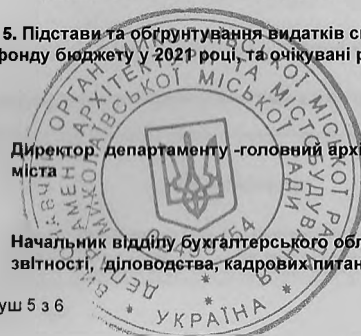 5. Підстави та обґрунтування видатків сп
фонду бюджету у 2021 році, та очікувані р
Директор департаменту -головний архі
міста
Начальник відділу бухгалтерського обл
звітності, діловодства, кадрових питан
уш 5 з 6
УКРАЇНА